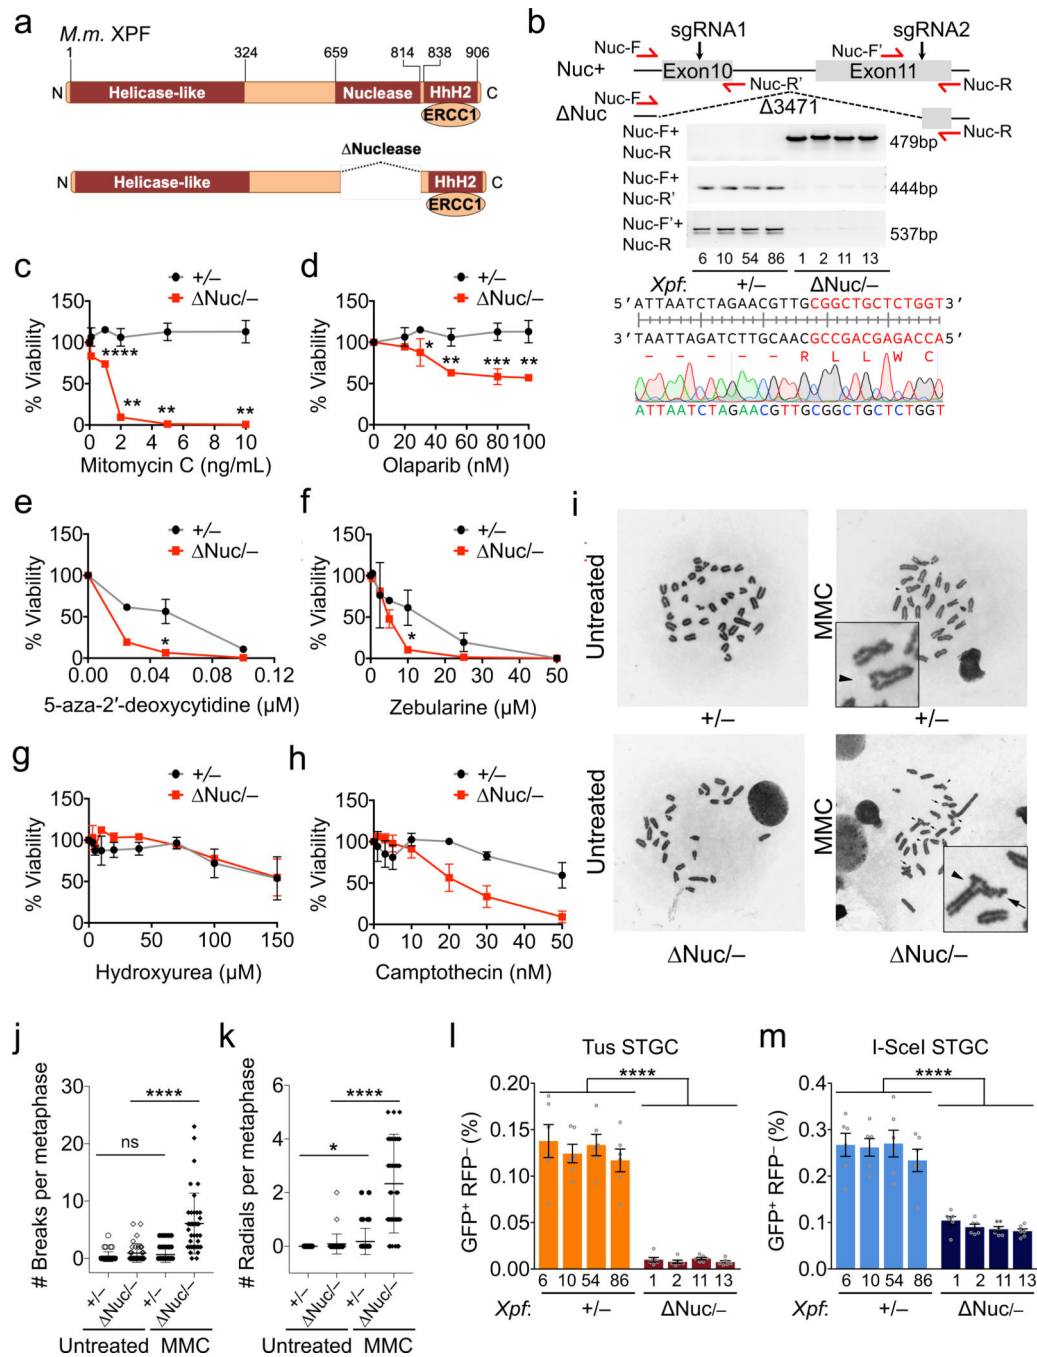 a
M.m. XPF
1 324 659 814 838 906
N Helicase-like Nuclease HhH2 C
ERCC1
ΔNuclease
N Helicase-like HhH2 C
ERCC1
b
sgRNA1 sgRNA2
Nuc-F Nuc-F'
Nuc+ Exon10 Exon11
Nuc-R' Nuc-R
Nuc-F
ΔNuc Δ3471
Nuc-R
Nuc-F+
Nuc-R 479bp
Nuc-F+
Nuc-R' 444bp
Nuc-F'+
Nuc-R 537bp
6 10 54 86 1 2 11 13
Xpf: +/− ΔNuc/−
5'ATTAATCTAGAACGTTGCGGCTGCTCTGGT3'
TAATTAGATCTTGCAACGCCGACGAGACCA5'
− − − − − R L L W C
ATTAATCTAGAACGTTGCGGCTGCTCTGGT
c
+/−
ΔNuc/−
% Viability
150
100
50
0
**** ** ** **
0 2 4 6 8 10
Mitomycin C (ng/mL)
d
+/−
ΔNuc/−
% Viability
150
100
50
0
* ** *** **
0 20 40 60 80 100
Olaparib (nM)
e
+/−
ΔNuc/−
% Viability
150
100
50
0
*
0.00 0.04 0.08 0.12
5-aza-2′-deoxycytidine (µM)
f
+/−
ΔNuc/−
% Viability
150
100
50
0
*
0 10 20 30 40 50
Zebularine (µM)
g
+/−
ΔNuc/−
% Viability
150
100
50
0
0 50 100 150
Hydroxyurea (µM)
h
+/−
ΔNuc/−
% Viability
150
100
50
0
0 10 20 30 40 50
Camptothecin (nM)
i
Untreated MMC
+/− +/−
Untreated MMC
ΔNuc/− ΔNuc/−
j
# Breaks per metaphase
30
20
10
0
ns ****
+/− ΔNuc/− +/− ΔNuc/−
Untreated MMC
k
# Radials per metaphase
6
4
2
0
* ****
+/− ΔNuc/− +/− ΔNuc/−
Untreated MMC
l
Tus STGC
****
GFP+ RFP− (%)
0.20
0.15
0.10
0.05
0.00
6 10 54 86 1 2 11 13
Xpf: +/− ΔNuc/−
m
I-SceI STGC
****
GFP+ RFP− (%)
0.4
0.3
0.2
0.1
0.0
6 10 54 86 1 2 11 13
Xpf: +/− ΔNuc/−